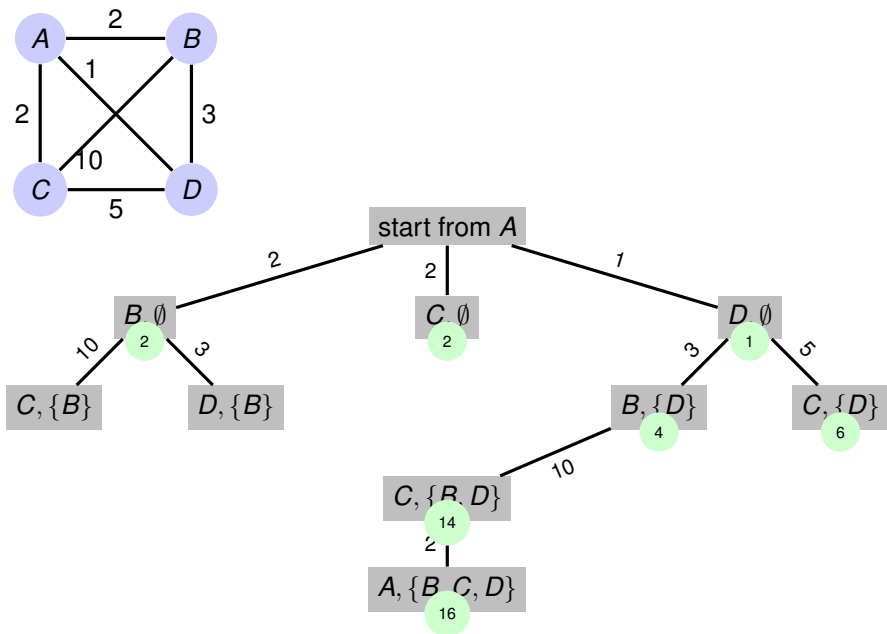 A 2 B
1
2 3
10
C 5 D
start from A
2 2 1
B, ∅ C, ∅ D, ∅
2 2 1
10 3 3 5
C, {B} D, {B} B, {D} C, {D}
4 6
10
C, {B, D}
14
2
A, {B, C, D}
16